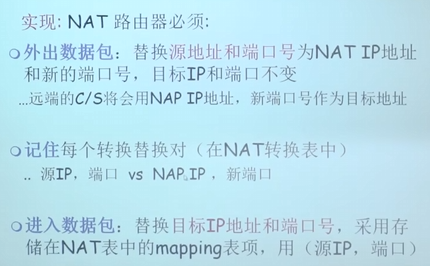 实现: NAT 路由器必须:
外出数据包：替换源地址和端口号为NAT IP地址
和新的端口号，目标IP和端口不变
…远端的C/S将会用NAP IP地址，新端口号作为目标地址
记住每个转换替换对（在NAT转换表中）
.. 源IP，端口 vs NAP IP ，新端口
进入数据包：替换目标IP地址和端口号，采用存
储在NAT表中的mapping表项，用（源IP，端口）